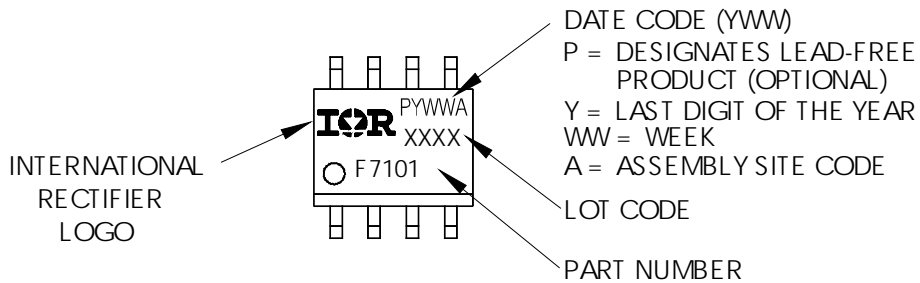 DATE CODE (YWW)
P = DESIGNATES LEAD-FREE
PRODUCT (OPTIONAL)
Y = LAST DIGIT OF THE YEAR
WW = WEEK
A = ASSEMBLY SITE CODE
LOT CODE
PART NUMBER
INTERNATIONAL
RECTIFIER
LOGO
IOR
PYWWA
XXXX
F7101